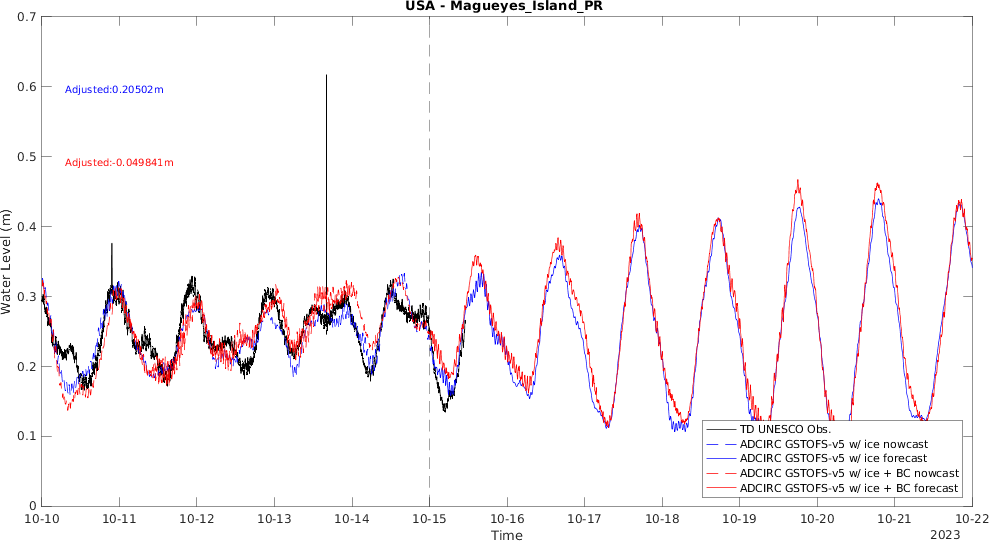 USA - Magueyes_Island_PR
Adjusted:0.20502m
Adjusted:-0.049841m
Water Level (m)
0.7
0.6
0.5
0.4
0.3
0.2
0.1
0
TD UNESCO Obs.
ADCIRC GSTOFS-v5 w/ ice nowcast
ADCIRC GSTOFS-v5 w/ ice forecast
ADCIRC GSTOFS-v5 w/ ice + BC nowcast
ADCIRC GSTOFS-v5 w/ ice + BC forecast
10-10 10-11 10-12 10-13 10-14 10-15 10-16 10-17 10-18 10-19 10-20 10-21 10-22
Time
2023